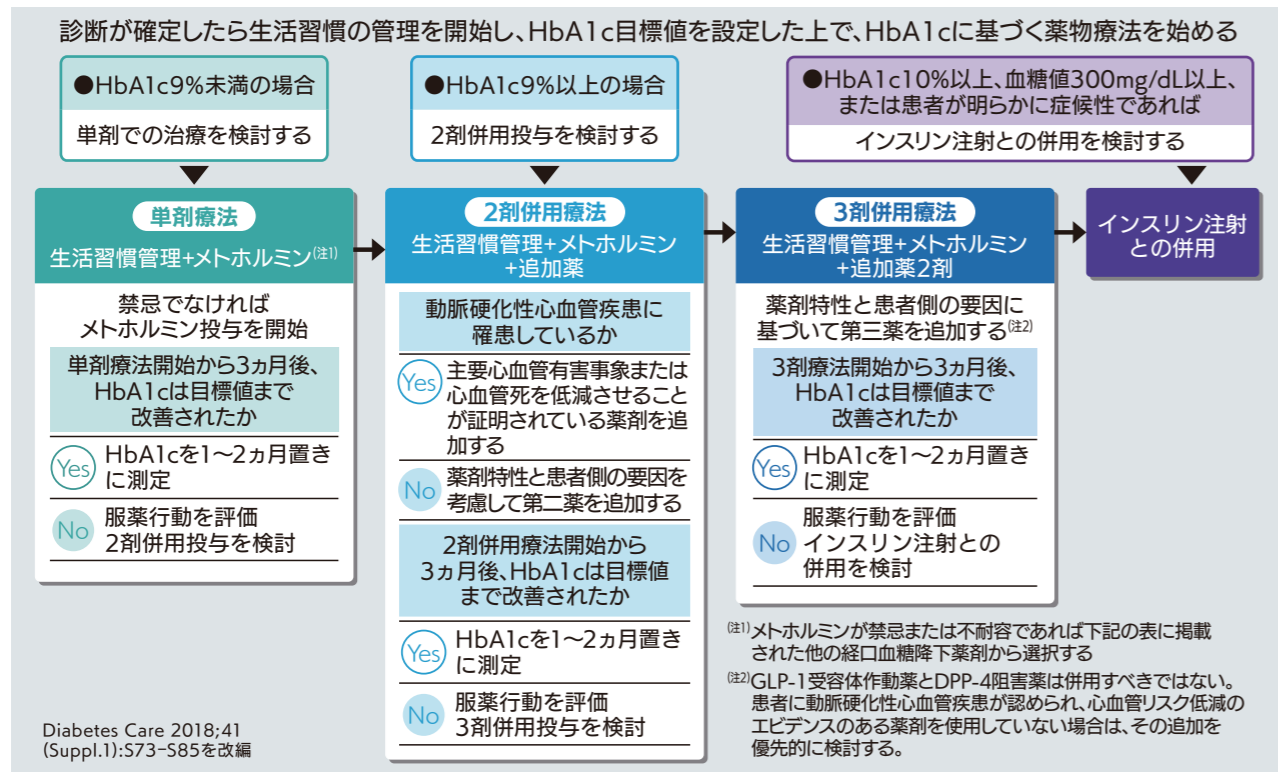 診断が確定したら生活習慣の管理を開始し、HbA1c目標値を設定した上で、HbA1cに基づく薬物療法を始める
●HbA1c9%未満の場合
単剤での治療を検討する
●HbA1c9%以上の場合
2剤併用投与を検討する
●HbA1c10%以上、血糖値300mg/dL以上、
または患者が明らかに症候性であれば
インスリン注射との併用を検討する
単剤療法
生活習慣管理+メトホルミン(注1)
禁忌でなければ
メトホルミン投与を開始
単剤療法開始から3ヵ月後、
HbA1cは目標値まで
改善されたか
Yes
HbA1cを1〜2ヵ月置き
に測定
No
服薬行動を評価
2剤併用投与を検討
2剤併用療法
生活習慣管理+メトホルミン
+追加薬
動脈硬化性心血管疾患に
罹患しているか
Yes
主要心血管有害事象または
心血管死を低減させること
が証明されている薬剤を追
加する
No
薬剤特性と患者側の要因を
考慮して第二薬を追加する
2剤併用療法開始から
3ヵ月後、HbA1cは目標値
まで改善されたか
Yes
HbA1cを1〜2ヵ月置き
に測定
No
服薬行動を評価
3剤併用投与を検討
3剤併用療法
生活習慣管理+メトホルミン
+追加薬2剤
薬剤特性と患者側の要因に
基づいて第三薬を追加する(注2)
3剤療法開始から3ヵ月後、
HbA1cは目標値まで
改善されたか
Yes
HbA1cを1〜2ヵ月置き
に測定
No
服薬行動を評価
インスリン注射との
併用を検討
インスリン注射
との併用
(注1)メトホルミンが禁忌または不耐容であれば下記の表に掲載
された他の経口血糖降下薬剤から選択する
(注2)GLP-1受容体作動薬とDPP-4阻害薬は併用すべきではない。
患者に動脈硬化性心血管疾患が認められ、心血管リスク低減の
エビデンスのある薬剤を使用していない場合は、その追加を
優先的に検討する。
Diabetes Care 2018;41
(Suppl.1):S73–S85を改編